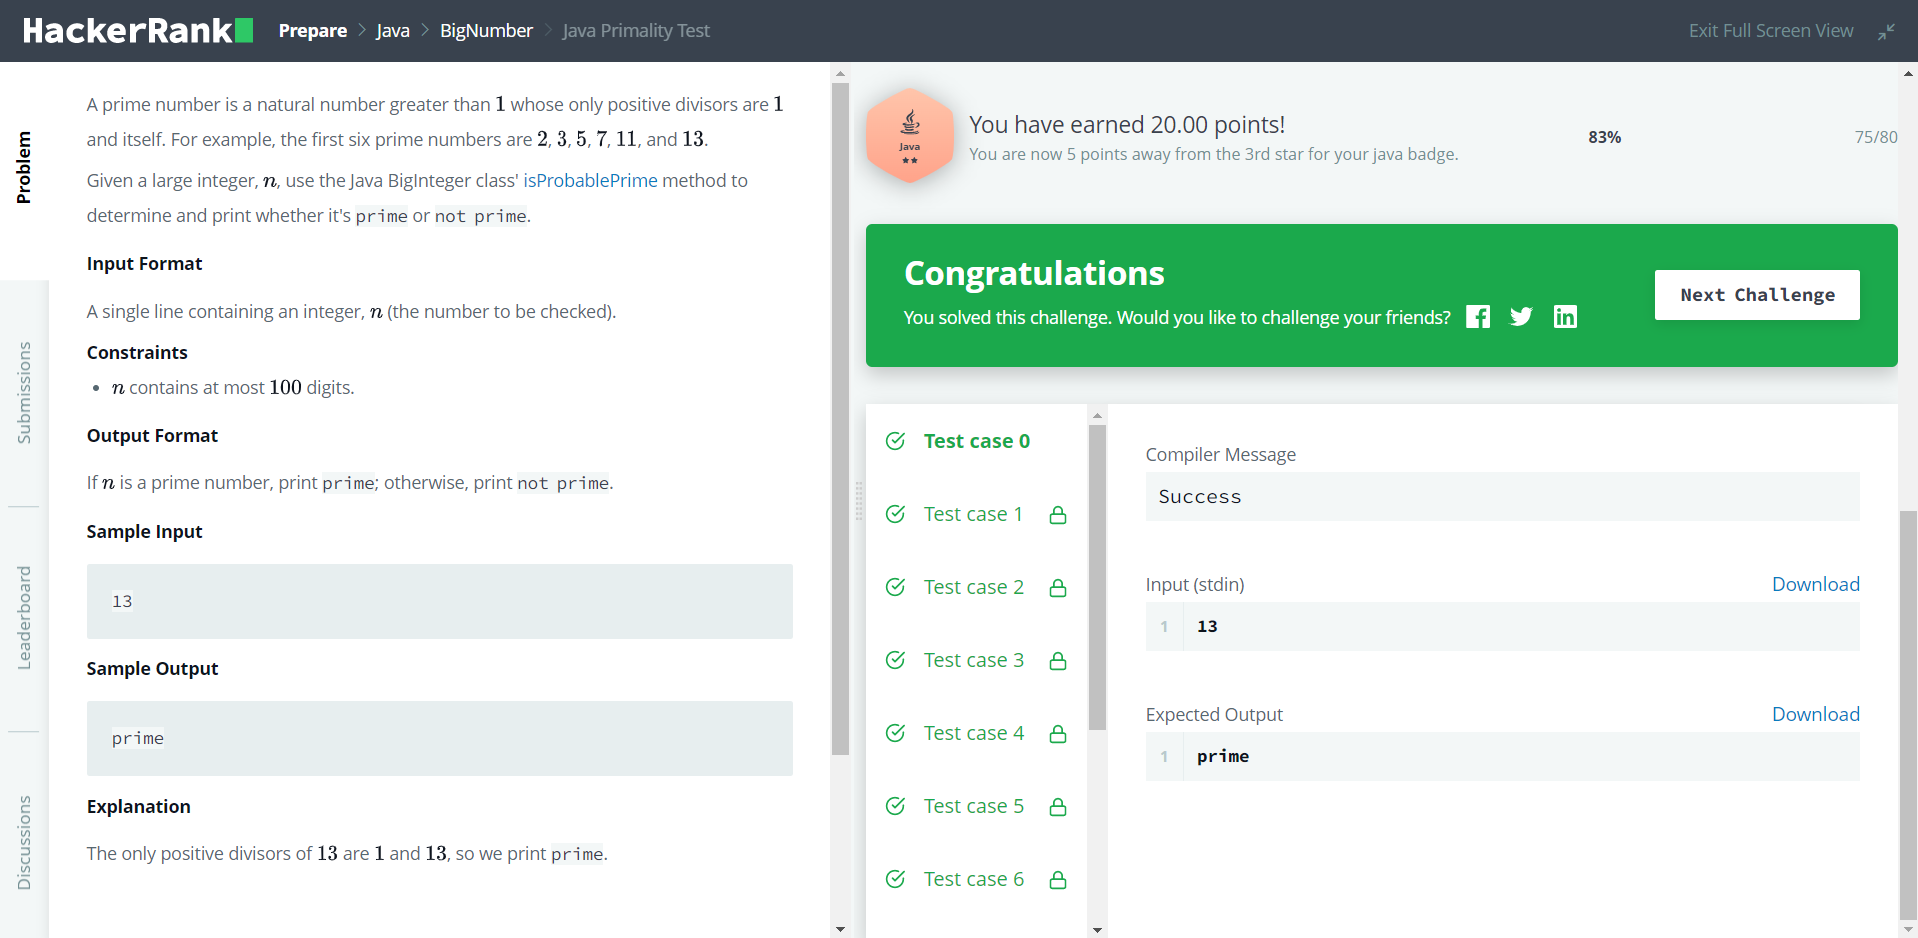 HackerRank Prepare > Java > BigNumber > Java Primality Test Exit Full Screen View
Problem
Submissions
Leaderboard
Discussions
A prime number is a natural number greater than 1 whose only positive divisors are 1
and itself. For example, the first six prime numbers are 2, 3, 5, 7, 11, and 13.
Given a large integer, n, use the Java BigInteger class' isProbablePrime method to
determine and print whether it's prime or not prime.
Input Format
A single line containing an integer, n (the number to be checked).
Constraints
• n contains at most 100 digits.
Output Format
If n is a prime number, print prime; otherwise, print not prime.
Sample Input
13
Sample Output
prime
Explanation
The only positive divisors of 13 are 1 and 13, so we print prime.
Java
You have earned 20.00 points!
You are now 5 points away from the 3rd star for your java badge.
83%
75/80
Congratulations
You solved this challenge. Would you like to challenge your friends?
Next Challenge
Test case 0
Test case 1
Test case 2
Test case 3
Test case 4
Test case 5
Test case 6
Compiler Message
Success
Input (stdin) Download
1 13
Expected Output Download
1 prime